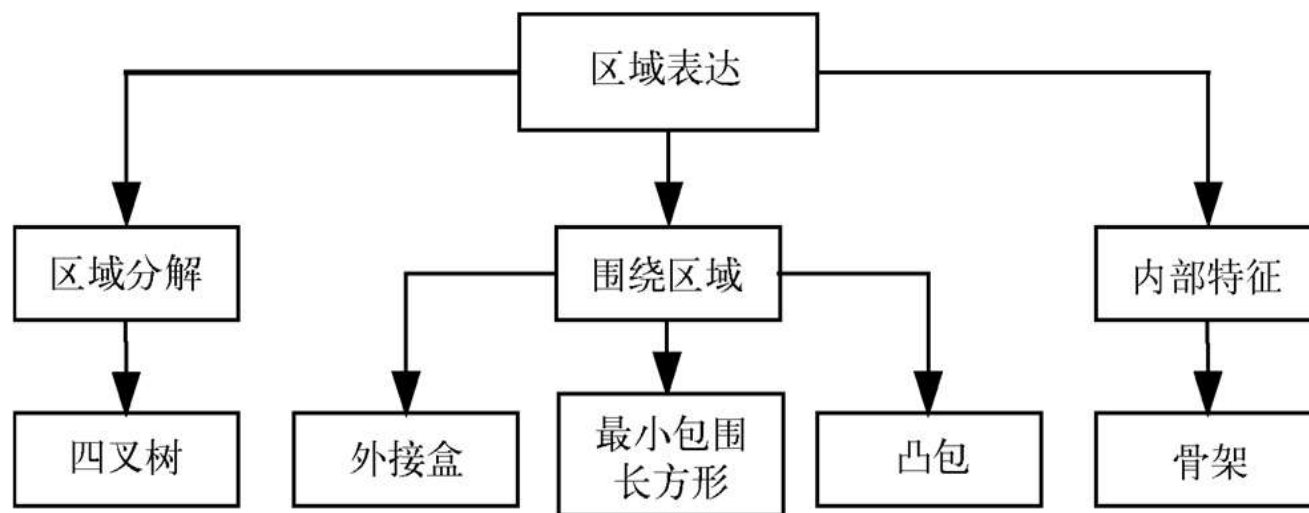 区域表达
区域分解
围绕区域
内部特征
四叉树
外接盒
最小包围
长方形
凸包
骨架